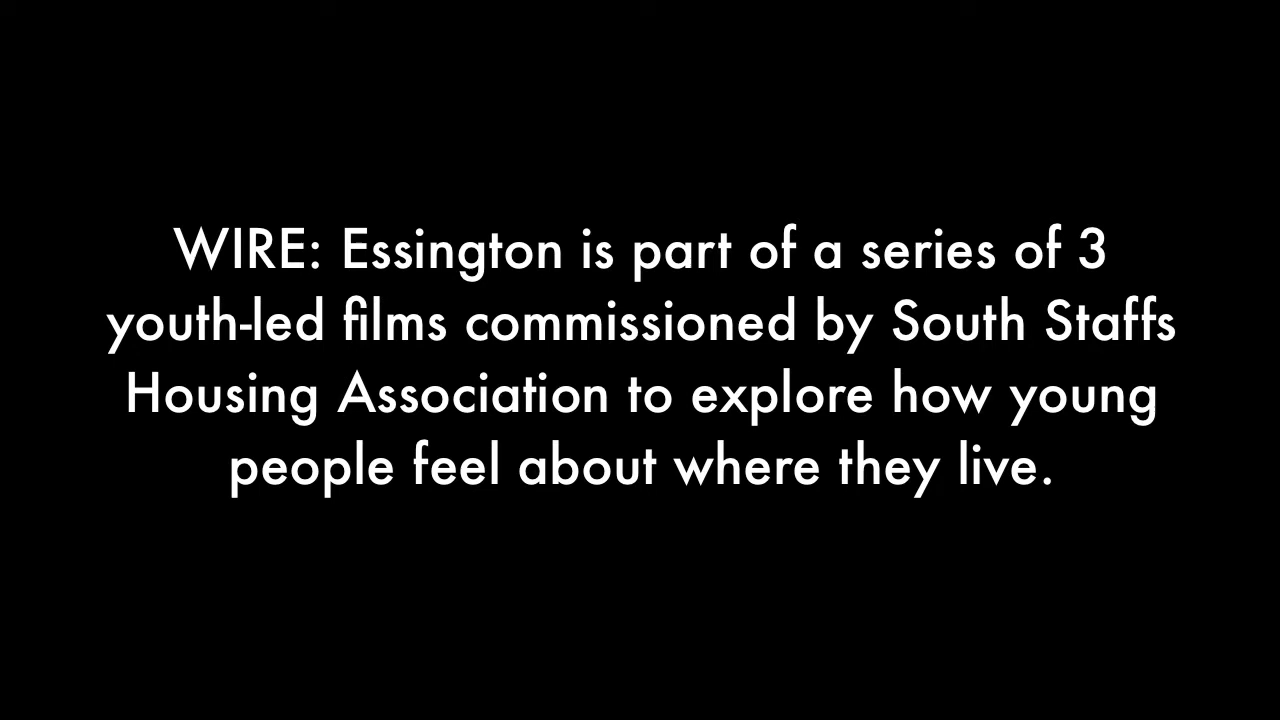 WIRE: Essington is part of a series of 3
youth-led films commissioned by South Staffs
Housing Association to explore how young
people feel about where they live.